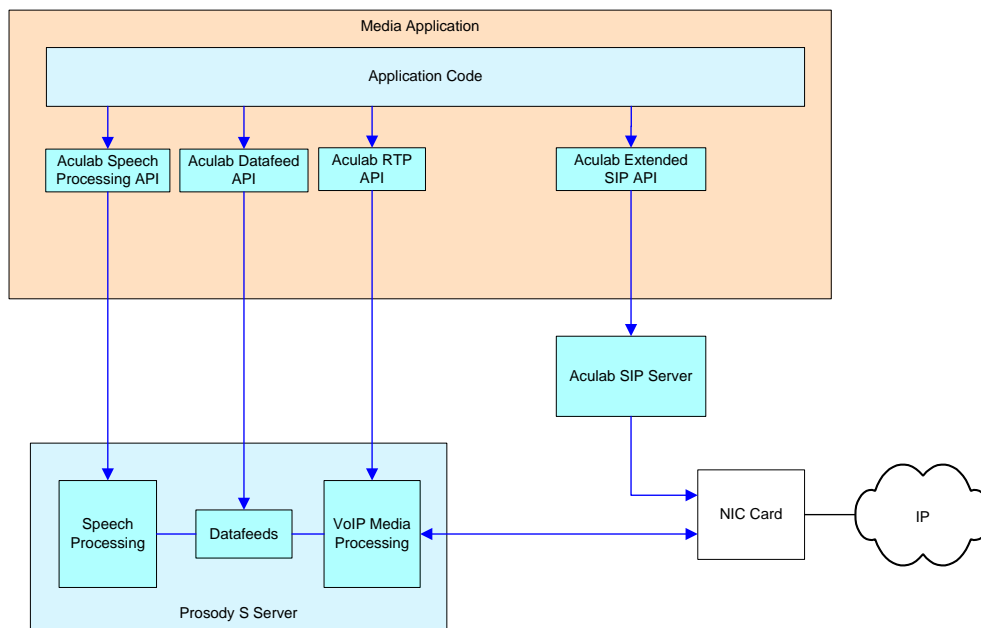 Media Application
Application Code
Aculab Speech
Processing API
Aculab Datafeed
API
Aculab RTP
API
Aculab Extended
SIP API
Aculab SIP Server
Speech
Processing
Datafeeds
VoIP Media
Processing
NIC Card
IP
Prosody S Server